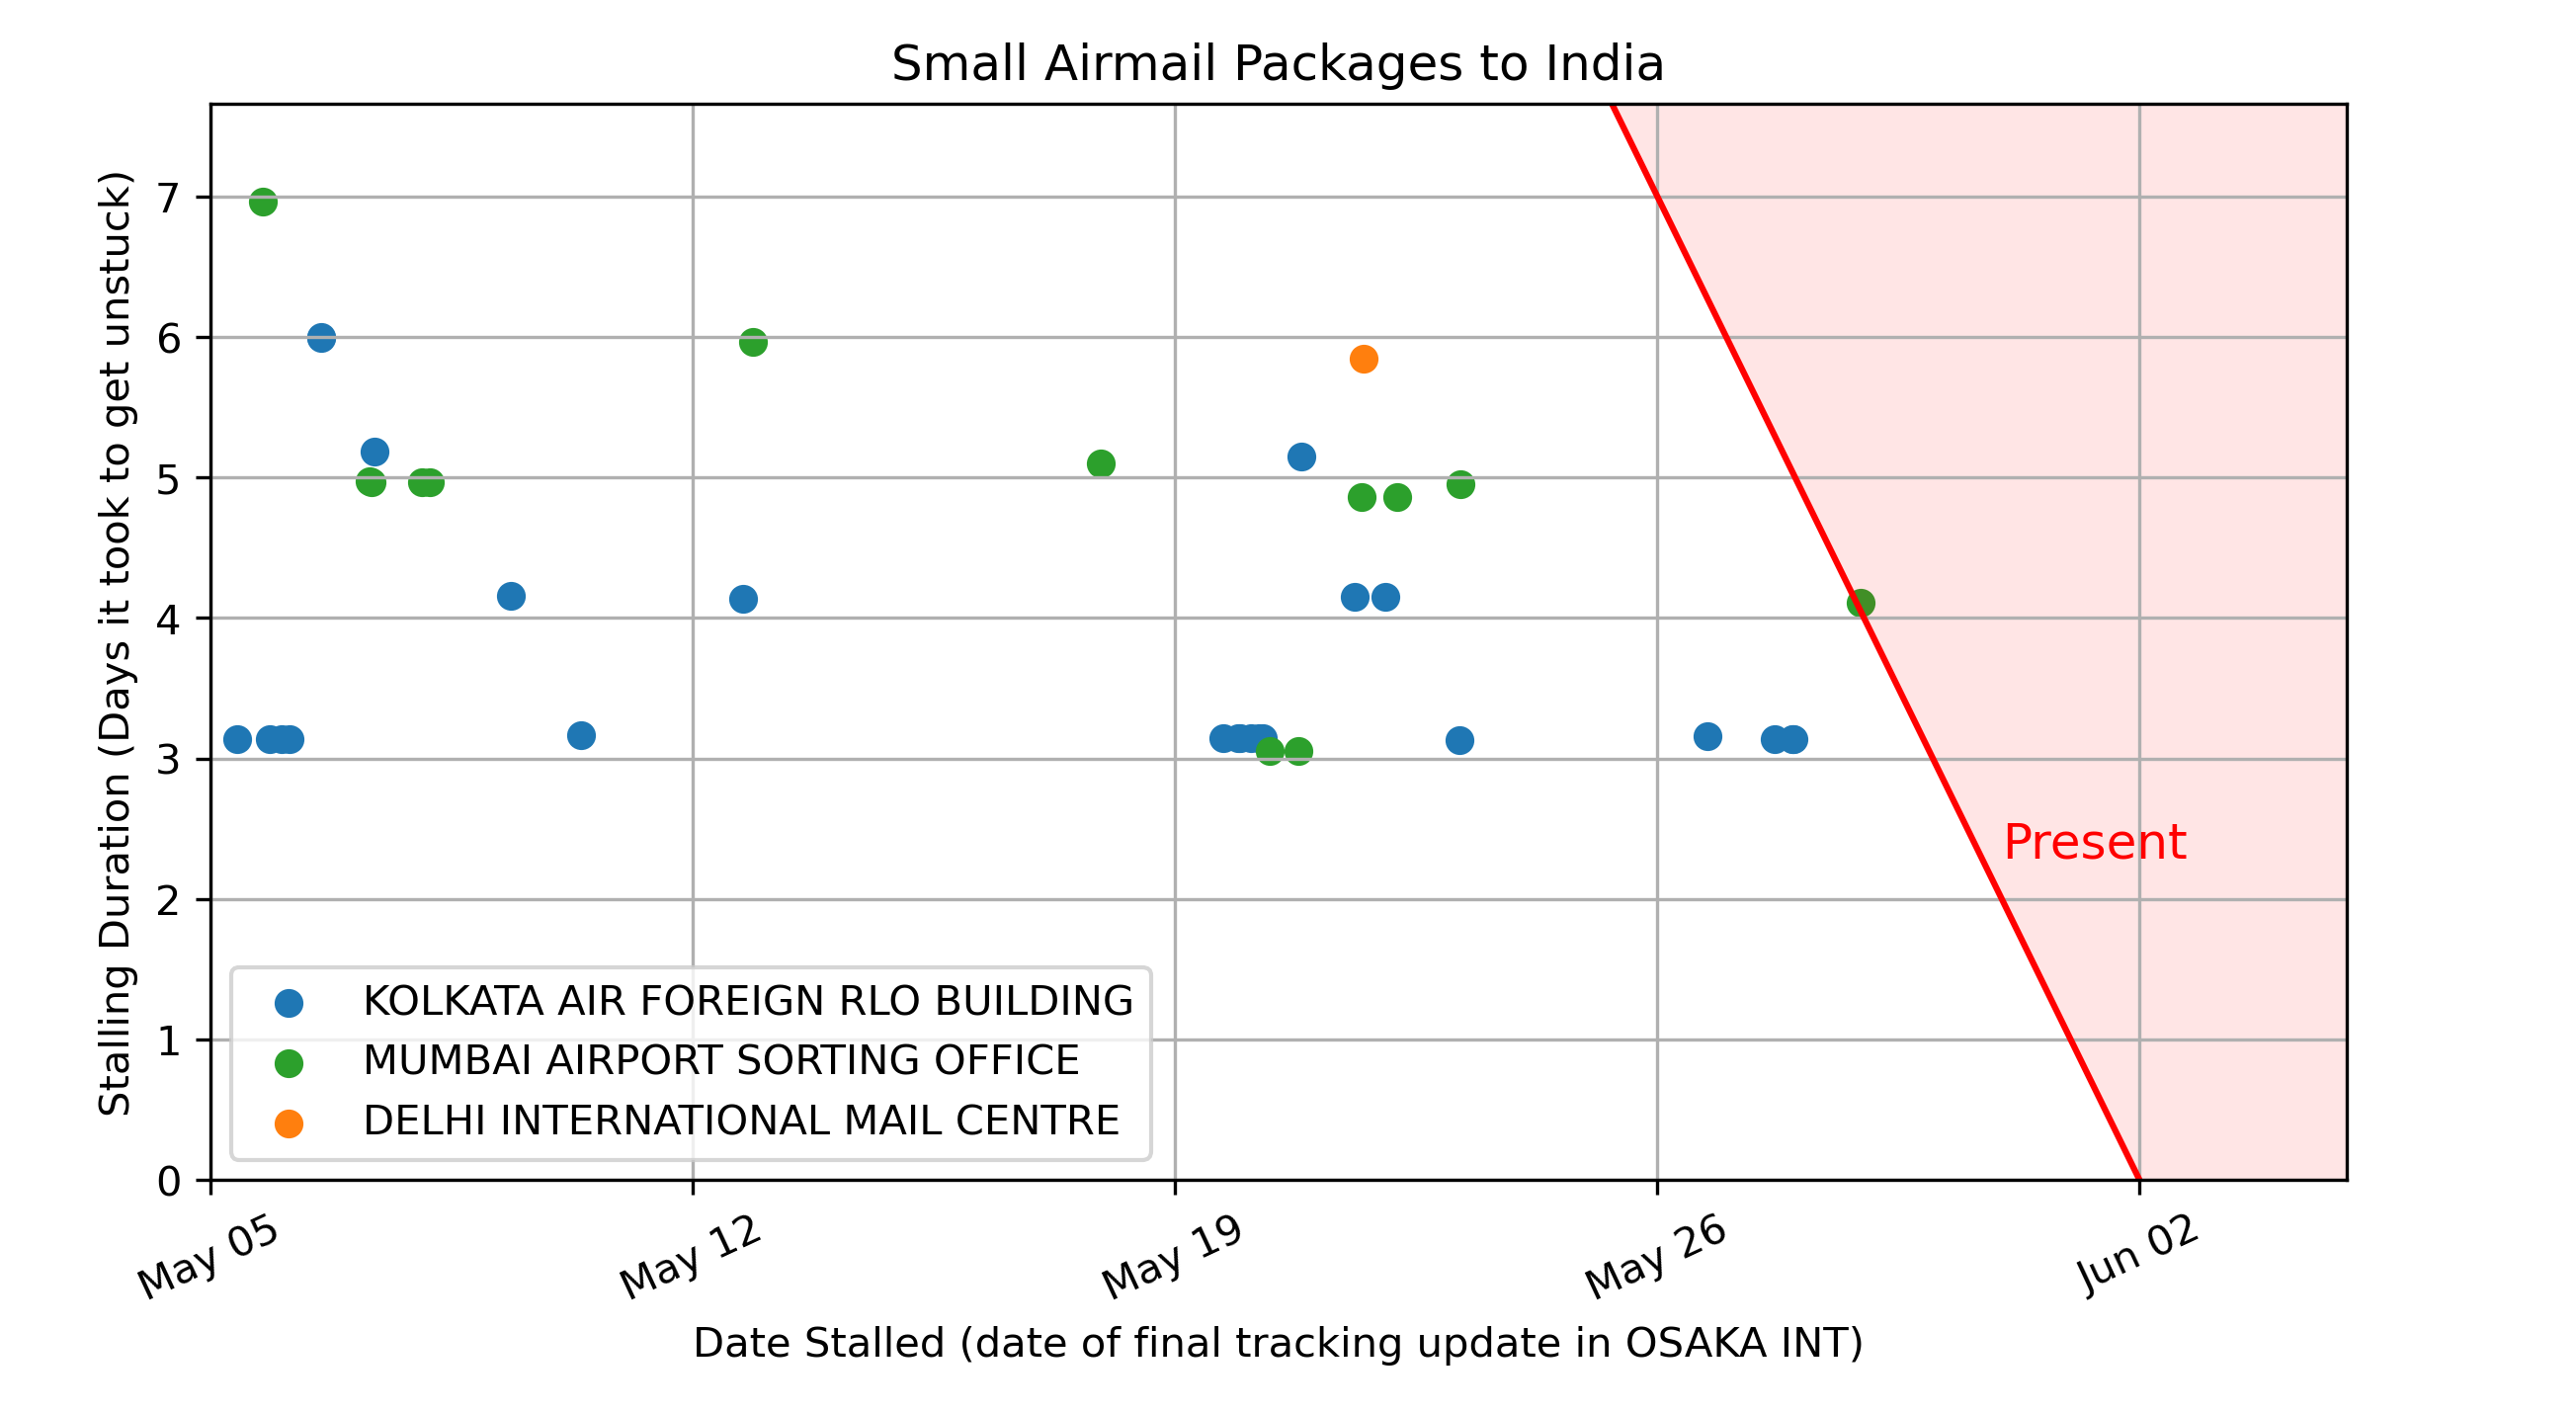 Small Airmail Packages to India
Stalling Duration (Days it took to get unstuck)
7
6
5
4
3
2
1
0
Present
KOLKATA AIR FOREIGN RLO BUILDING
MUMBAI AIRPORT SORTING OFFICE
DELHI INTERNATIONAL MAIL CENTRE
May 05
May 12
May 19
May 26
Jun 02
Date Stalled (date of final tracking update in OSAKA INT)